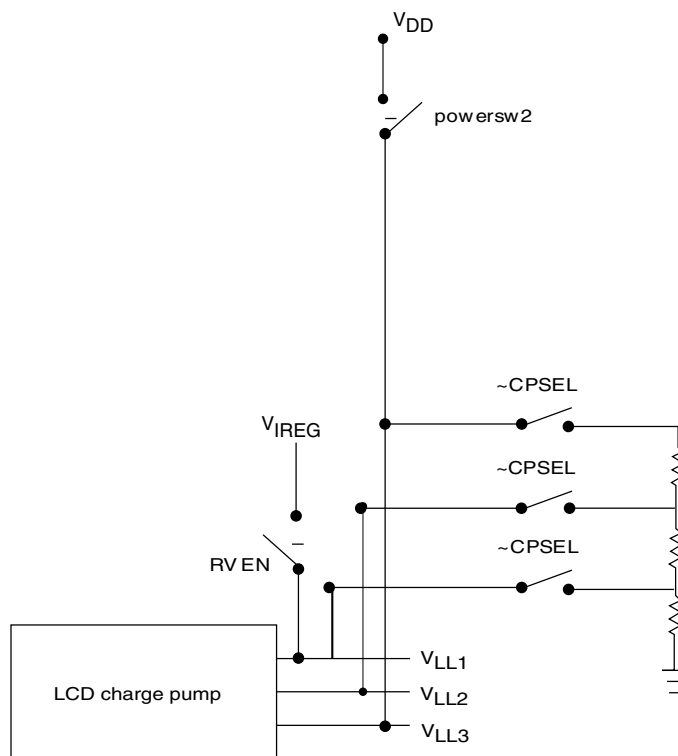 VDD
powersw2
~CPSEL
VIREG
~CPSEL
~CPSEL
RVEN
VLL1
LCD charge pump
VLL2
VLL3